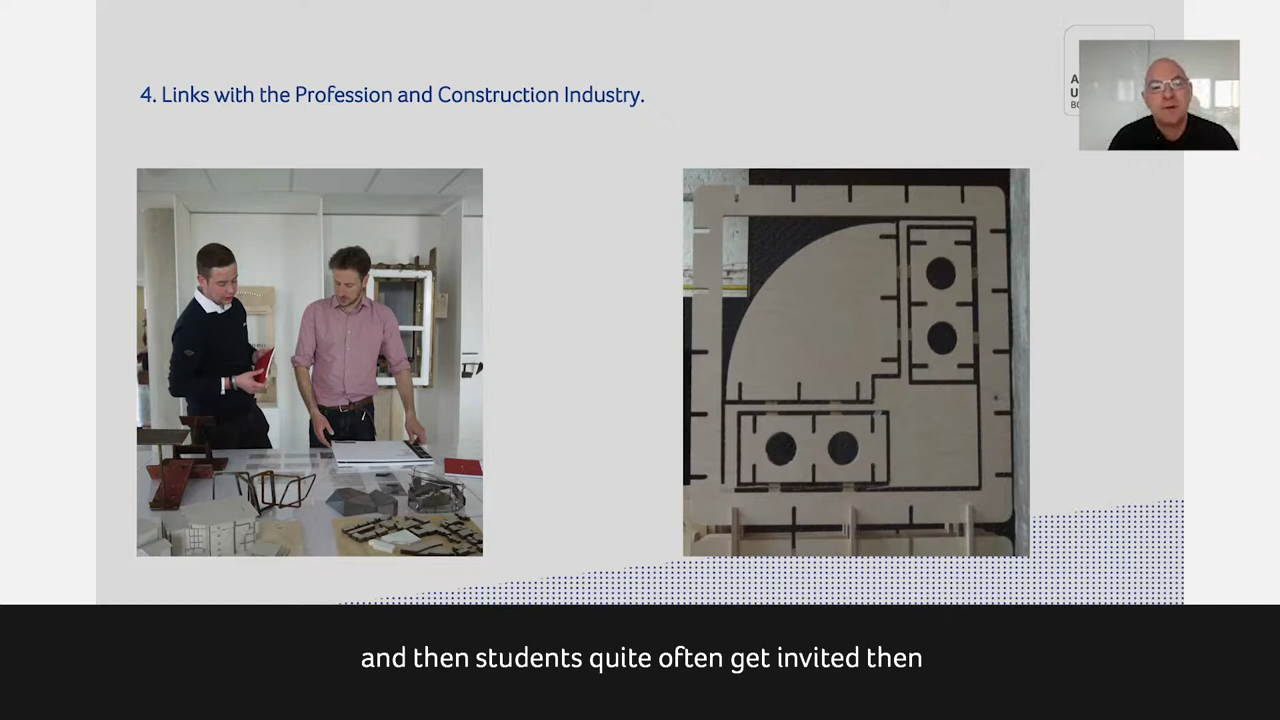 4. Links with the Profession and Construction Industry.
and then students quite often get invited then